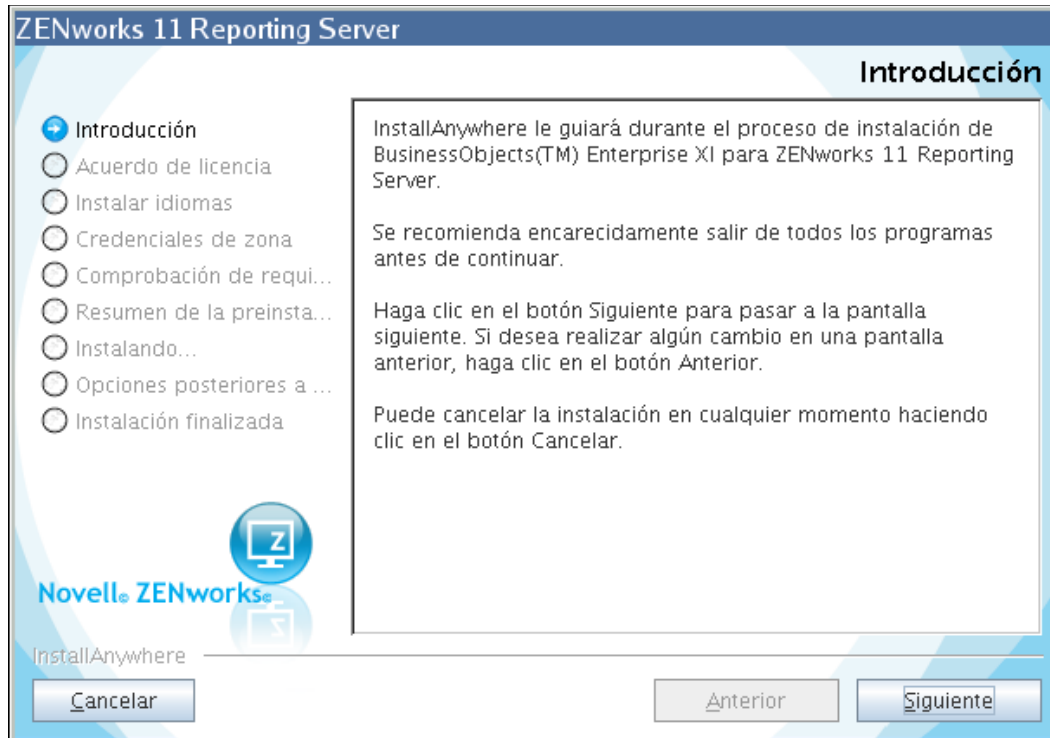 ZENworks 11 Reporting Server
Introducción
Introducción
Acuerdo de licencia
Instalar idiomas
Credenciales de zona
Comprobación de requi...
Resumen de la preinsta...
Instalando...
Opciones posteriores a ...
Instalación finalizada
InstallAnywhere le guiará durante el proceso de instalación de
BusinessObjects(TM) Enterprise XI para ZENworks 11 Reporting
Server.
Se recomienda encarecidamente salir de todos los programas
antes de continuar.
Haga clic en el botón Siguiente para pasar a la pantalla
siguiente. Si desea realizar algún cambio en una pantalla
anterior, haga clic en el botón Anterior.
Puede cancelar la instalación en cualquier momento haciendo
clic en el botón Cancelar.
Z
Novell® ZENworks®
InstallAnywhere
Cancelar
Anterior
Siguiente